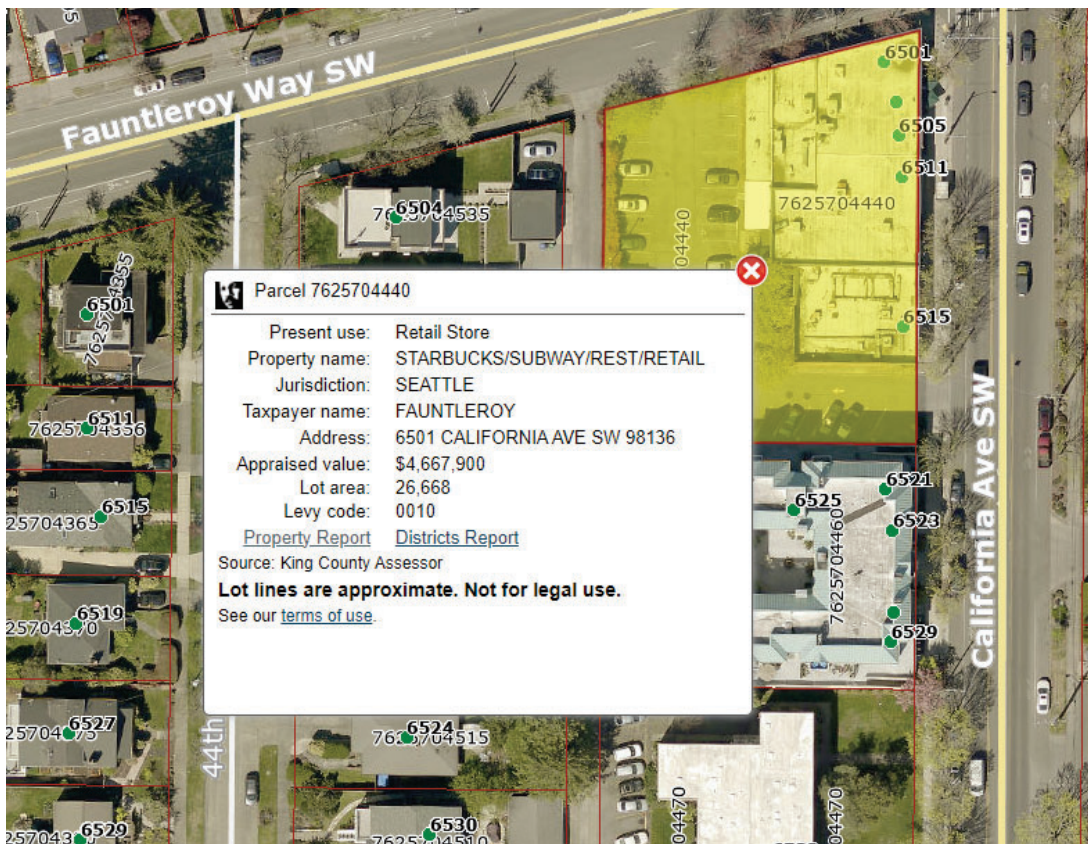 Fauntleroy Way SW
6501
6505
6511
7625704440
04440
6504
7625704535
6501
7625704355
6515
6511
6515
25704365
6519
25704370
6527
6529
Parcel 7625704440
Present use: Retail Store
Property name: STARBUCKS/SUBWAY/REST/RETAIL
Jurisdiction: SEATTLE
Taxpayer name: FAUNTLEROY
Address: 6501 CALIFORNIA AVE SW 98136
Appraised value: $4,667,900
Lot area: 26,668
Levy code: 0010
Property Report Districts Report
Source: King County Assessor
Lot lines are approximate. Not for legal use.
See our terms of use.
California Ave SW
6521
6525
6523
7625704460
6529
44th
6524
7625704515
6530
04470
04470